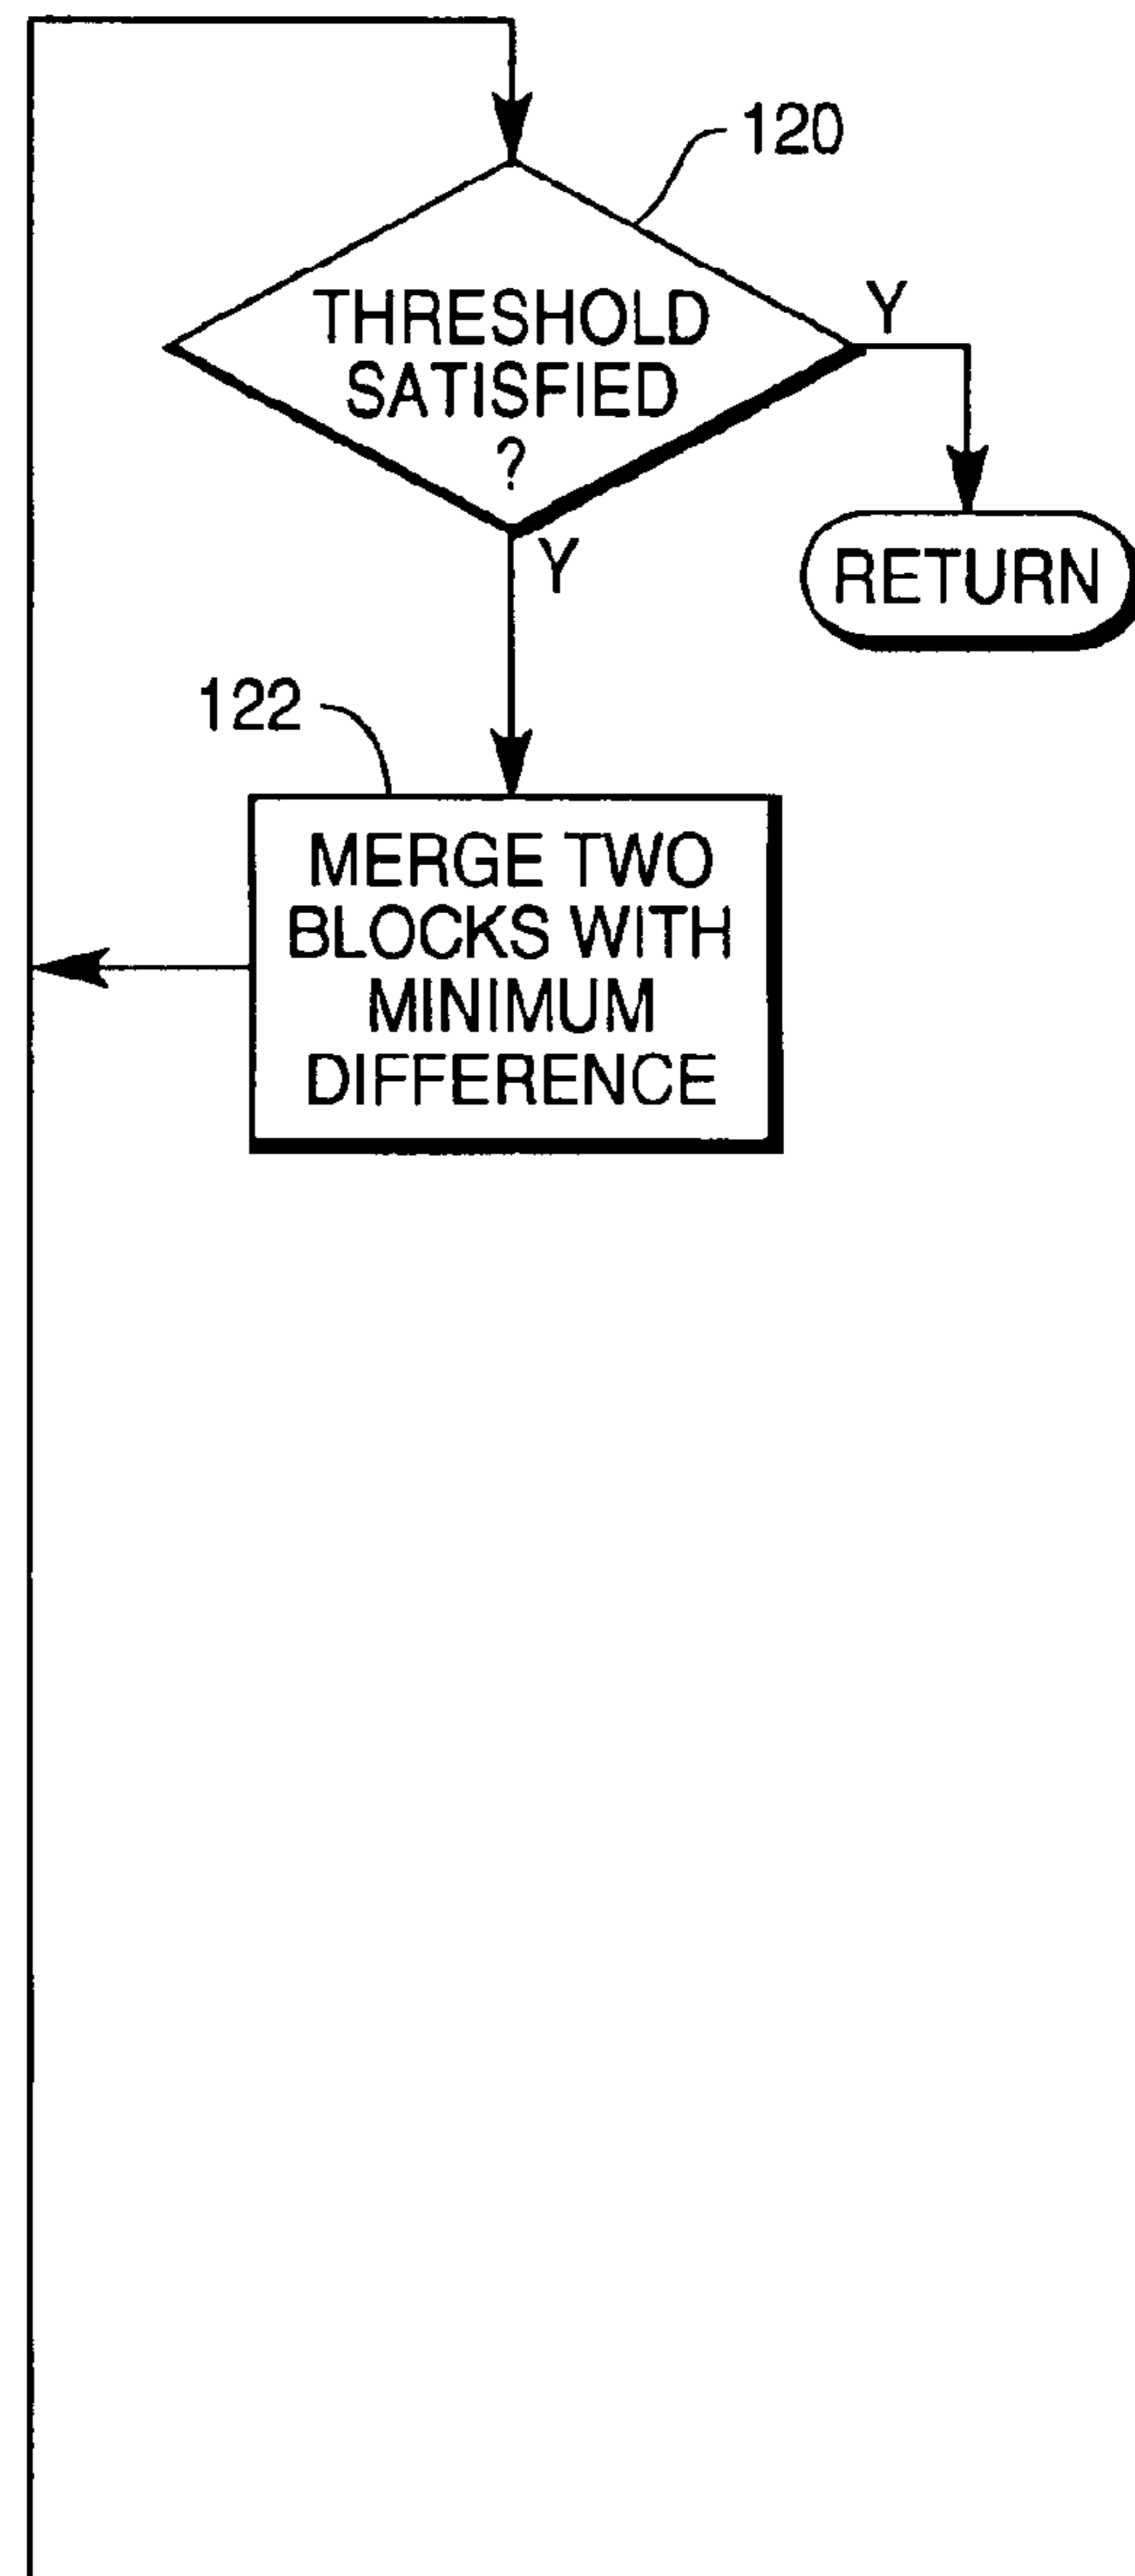 120
THRESHOLD
SATISFIED
?
Y
Y
RETURN
122
MERGE TWO
BLOCKS WITH
MINIMUM
DIFFERENCE